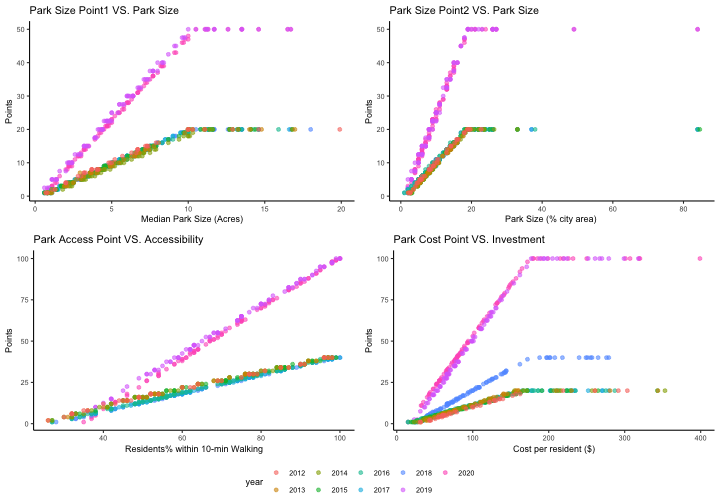 Park Size Point1 VS. Park Size
Park Size Point2 VS. Park Size
Points
50
40
30
20
10
0
0 5 10 15 20
Median Park Size (Acres)
Points
50
40
30
20
10
0
0 20 40 60 80
Park Size (% city area)
Park Access Point VS. Accessibility
Park Cost Point VS. Investment
Points
100
75
50
25
0
40 60 80 100
Residents% within 10-min Walking
Points
100
75
50
25
0
0 100 200 300 400
Cost per resident ($)
year
2012 2014 2016 2018 2020
2013 2015 2017 2019